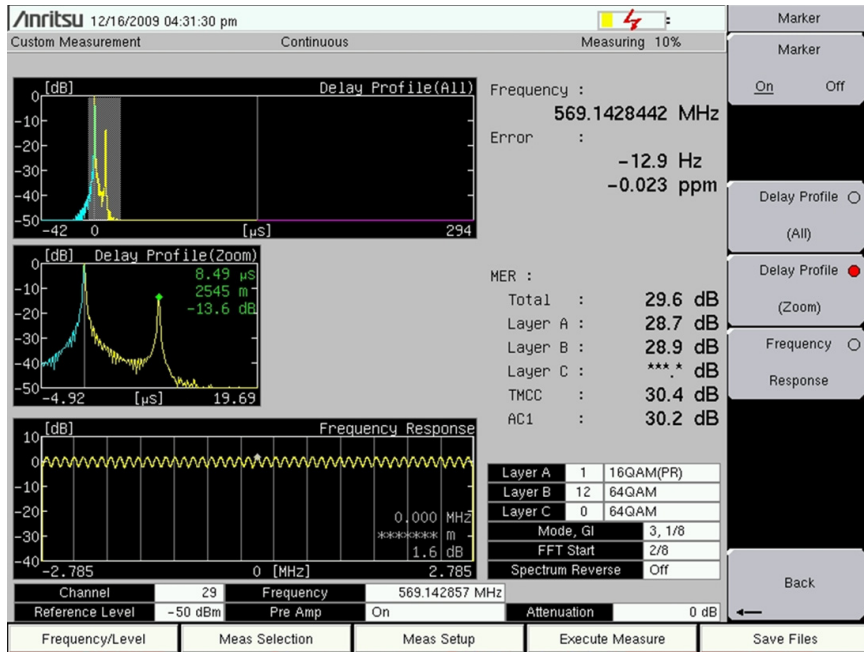 Anritsu 12/16/2009 04:31:30 pm
Marker
Custom Measurement Continuous Measuring 10%
Marker
On Off
[dB] Delay Profile(All)
0
-10
-20
-30
-40
-50
-42 0 [µS] 294
Frequency :
569.1428442 MHz
Error :
-12.9 Hz
-0.023 ppm
Delay Profile
(All)
[dB] Delay Profile(Zoom)
8.49 µS
2545 m
-13.6 dB
0
-10
-20
-30
-40
-50
-4.92 [µS] 19.69
MER :
Total : 29.6 dB
Layer A : 28.7 dB
Layer B : 28.9 dB
Layer C : ***.* dB
TMCC : 30.4 dB
AC1 : 30.2 dB
Delay Profile
(Zoom)
Frequency
Response
[dB] Frequency Response
10
0
-10
-20
-30
-40
0.000 MHz
******* m
1.6 dB
-2.785 0 [MHz] 2.785
Layer A 1 16QAM(PR)
Layer B 12 64QAM
Layer C 0 64QAM
Mode, GI 3, 1/8
FFT Start 2/8
Spectrum Reverse Off
Back
Channel 29 Frequency 569.142857 MHz
Reference Level -50 dBm Pre Amp On Attenuation 0 dB
Frequency/Level Meas Selection Meas Setup Execute Measure Save Files